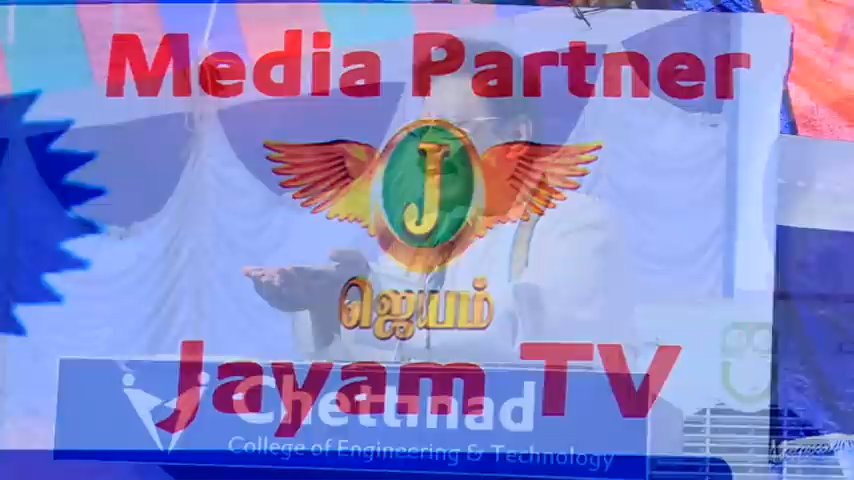 Media Partner
J
ஜெயம்
Jayam TV
Chettinad
College of Engineering & Technology